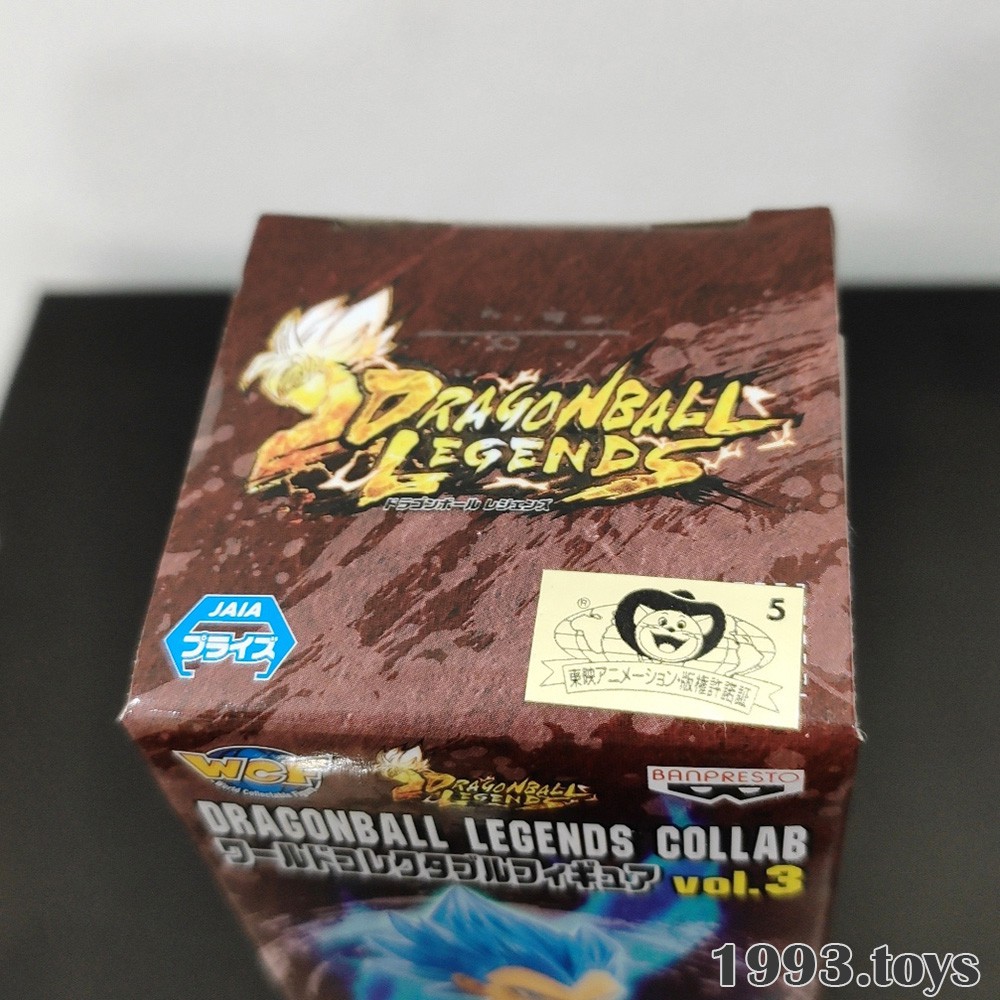 DRAGONBALL
LEGENDS
ドラゴンボール レジェンズ
JAIA
プライズ
®
5
東映アニメーション・版権許諾証
WCF
World Collectable Figure
DRAGONBALL
LEGENDS
BANPRESTO
DRAGONBALL LEGENDS COLLAB
ワールドコレクタブルフィギュア vol.3
1993.toys